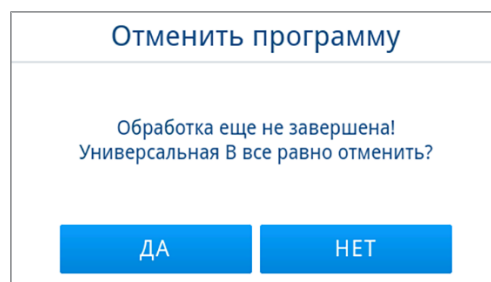 Отменить программу
Обработка еще не завершена!
Универсальная В все равно отменить?
ДА НЕТ